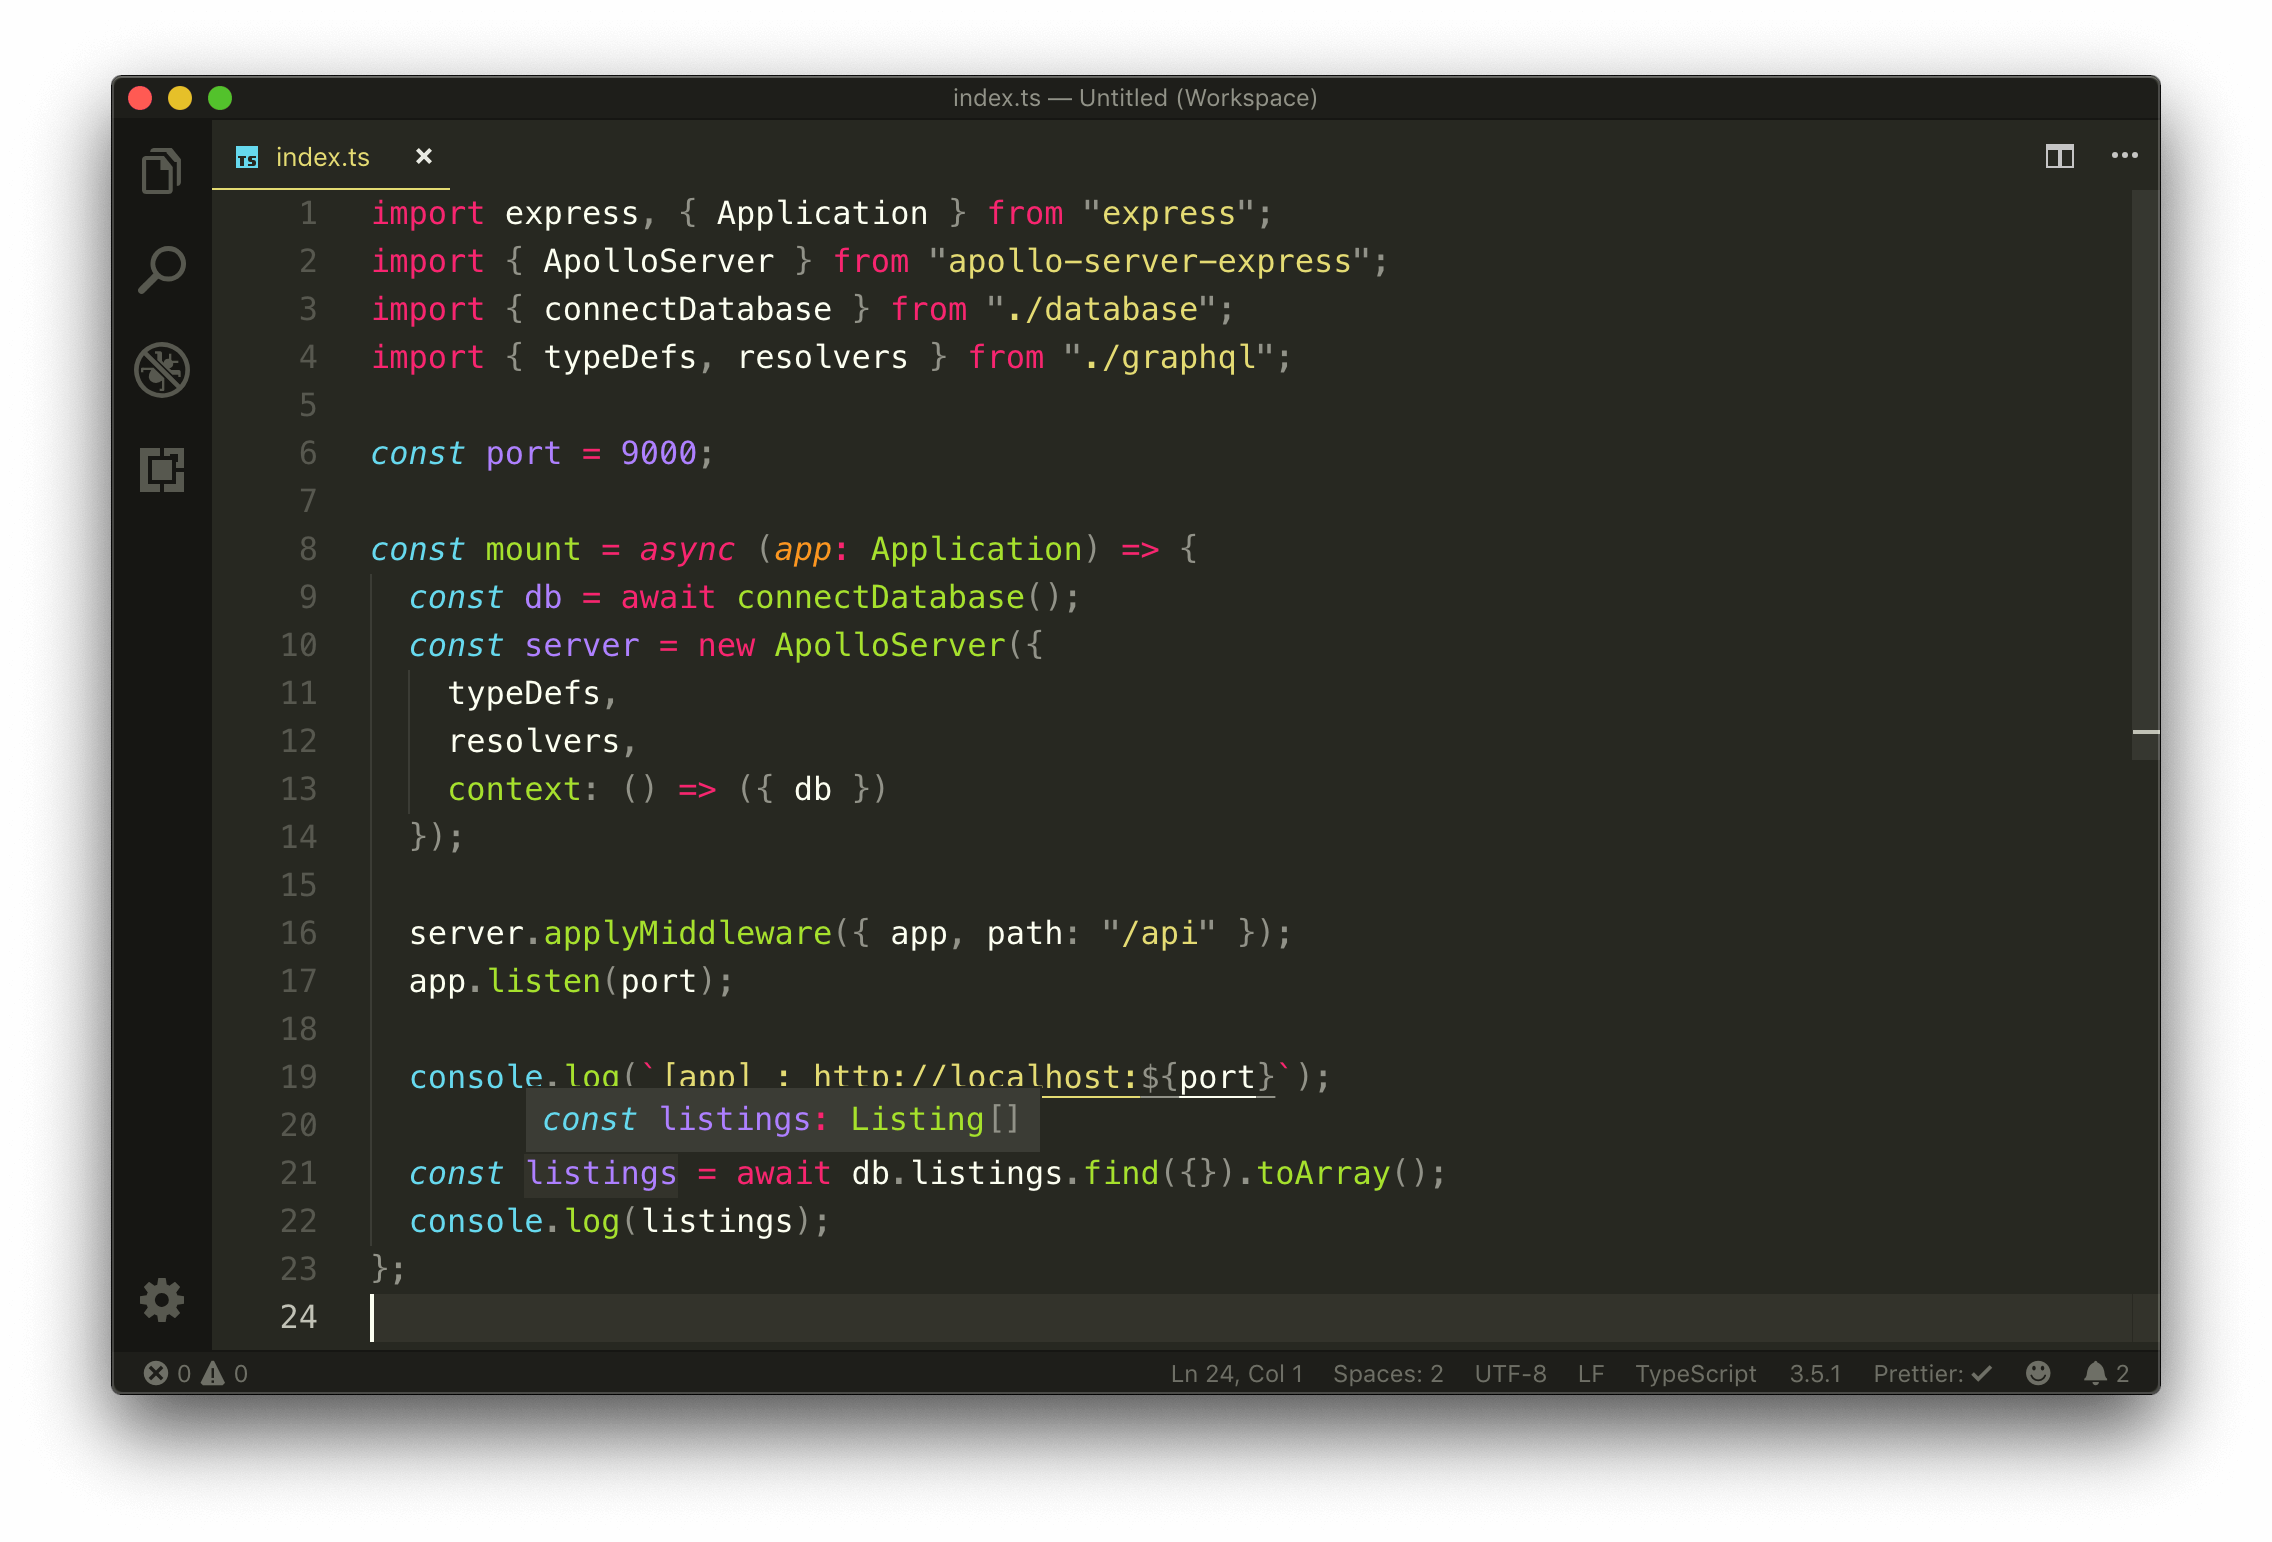 index.ts — Untitled (Workspace)
TS index.ts ×
1 import express, { Application } from "express";
2 import { ApolloServer } from "apollo-server-express";
3 import { connectDatabase } from "./database";
4 import { typeDefs, resolvers } from "./graphql";
5
6 const port = 9000;
7
8 const mount = async (app: Application) => {
9   const db = await connectDatabase();
10   const server = new ApolloServer({
11     typeDefs,
12     resolvers,
13     context: () => ({ db })
14   });
15
16   server.applyMiddleware({ app, path: "/api" });
17   app.listen(port);
18
19   console.log(`[app] : http://localhost:${port}`);
const listings: Listing[]
20
21   const listings = await db.listings.find({}).toArray();
22   console.log(listings);
23 };
24
0 0 Ln 24, Col 1 Spaces: 2 UTF-8 LF TypeScript 3.5.1 Prettier: ✓ 2